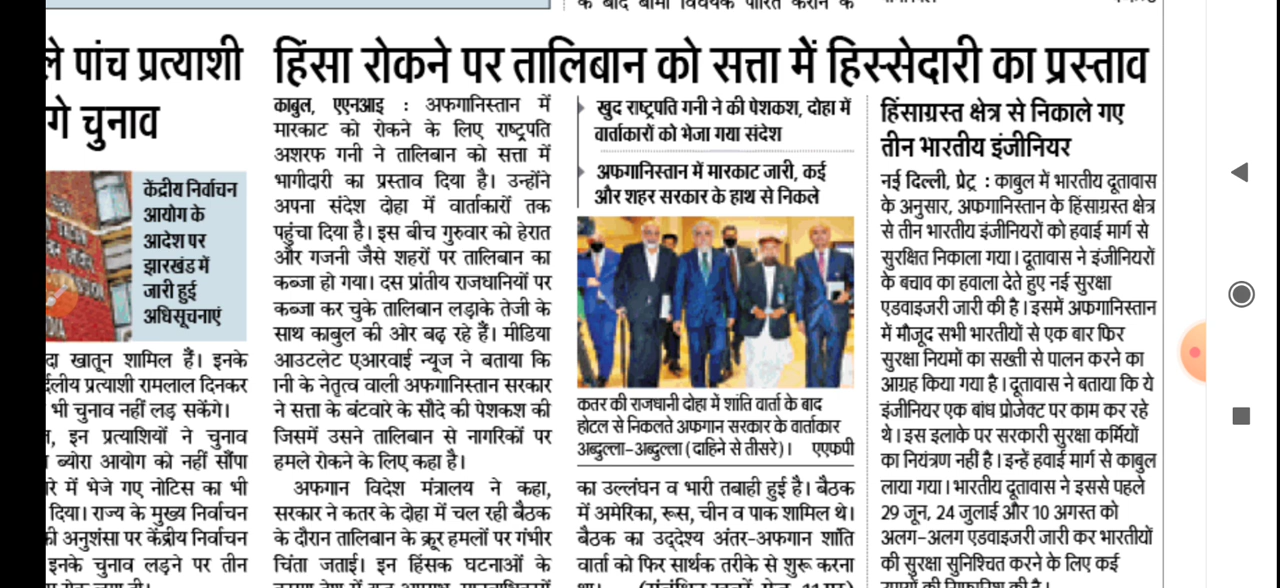 के बाद बीमा विधेयक पारित कराने के
ले पांच प्रत्याशी
गे चुनाव
केंद्रीय निर्वाचन
आयोग के
आदेश पर
झारखंड में
जारी हुई
अधिसूचनाएं
दा खातून शामिल हैं। इनके
र्दलीय प्रत्याशी रामलाल दिनकर
भी चुनाव नहीं लड़ सकेंगे।
इन प्रत्याशियों ने चुनाव
ब्योरा आयोग को नहीं सौंपा
रे में भेजे गए नोटिस का भी
दिया। राज्य के मुख्य निर्वाचन
की अनुशंसा पर केंद्रीय निर्वाचन
इनके चुनाव लड़ने पर तीन
हिंसा रोकने पर तालिबान को सत्ता में हिस्सेदारी का प्रस्ताव
काबुल, एएनआइ : अफगानिस्तान में
मारकाट को रोकने के लिए राष्ट्रपति
अशरफ गनी ने तालिबान को सत्ता में
भागीदारी का प्रस्ताव दिया है। उन्होंने
अपना संदेश दोहा में वार्ताकारों तक
पहुंचा दिया है। इस बीच गुरुवार को हेरात
और गजनी जैसे शहरों पर तालिबान का
कब्जा हो गया। दस प्रांतीय राजधानियों पर
कब्जा कर चुके तालिबान लड़ाके तेजी के
साथ काबुल की ओर बढ़ रहे हैं। मीडिया
आउटलेट एआरवाई न्यूज ने बताया कि
ानी के नेतृत्व वाली अफगानिस्तान सरकार
ने सत्ता के बंटवारे के सौदे की पेशकश की
जिसमें उसने तालिबान से नागरिकों पर
हमले रोकने के लिए कहा है।
अफगान विदेश मंत्रालय ने कहा,
सरकार ने कतर के दोहा में चल रही बैठक
के दौरान तालिबान के क्रूर हमलों पर गंभीर
चिंता जताई। इन हिंसक घटनाओं के
खुद राष्ट्रपति गनी ने की पेशकश, दोहा में
वार्ताकारों को भेजा गया संदेश
अफगानिस्तान में मारकाट जारी, कई
और शहर सरकार के हाथ से निकले
कतर की राजधानी दोहा में शांति वार्ता के बाद
होटल से निकलते अफगान सरकार के वार्ताकार
अब्दुल्ला-अब्दुल्ला (दाहिने से तीसरे)। एएफपी
का उल्लंघन व भारी तबाही हुई है। बैठक
में अमेरिका, रूस, चीन व पाक शामिल थे।
बैठक का उद्देश्य अंतर-अफगान शांति
वार्ता को फिर सार्थक तरीके से शुरू करना
हिंसाग्रस्त क्षेत्र से निकाले गए
तीन भारतीय इंजीनियर
नई दिल्ली, प्रेट्र : काबुल में भारतीय दूतावास
के अनुसार, अफगानिस्तान के हिंसाग्रस्त क्षेत्र
से तीन भारतीय इंजीनियरों को हवाई मार्ग से
सुरक्षित निकाला गया। दूतावास ने इंजीनियरों
के बचाव का हवाला देते हुए नई सुरक्षा
एडवाइजरी जारी की है। इसमें अफगानिस्तान
में मौजूद सभी भारतीयों से एक बार फिर
सुरक्षा नियमों का सख्ती से पालन करने का
आग्रह किया गया है। दूतावास ने बताया कि ये
इंजीनियर एक बांध प्रोजेक्ट पर काम कर रहे
थे। इस इलाके पर सरकारी सुरक्षा कर्मियों
का नियंत्रण नहीं है। इन्हें हवाई मार्ग से काबुल
लाया गया। भारतीय दूतावास ने इससे पहले
29 जून, 24 जुलाई और 10 अगस्त को
अलग-अलग एडवाइजरी जारी कर भारतीयों
की सुरक्षा सुनिश्चित करने के लिए कई